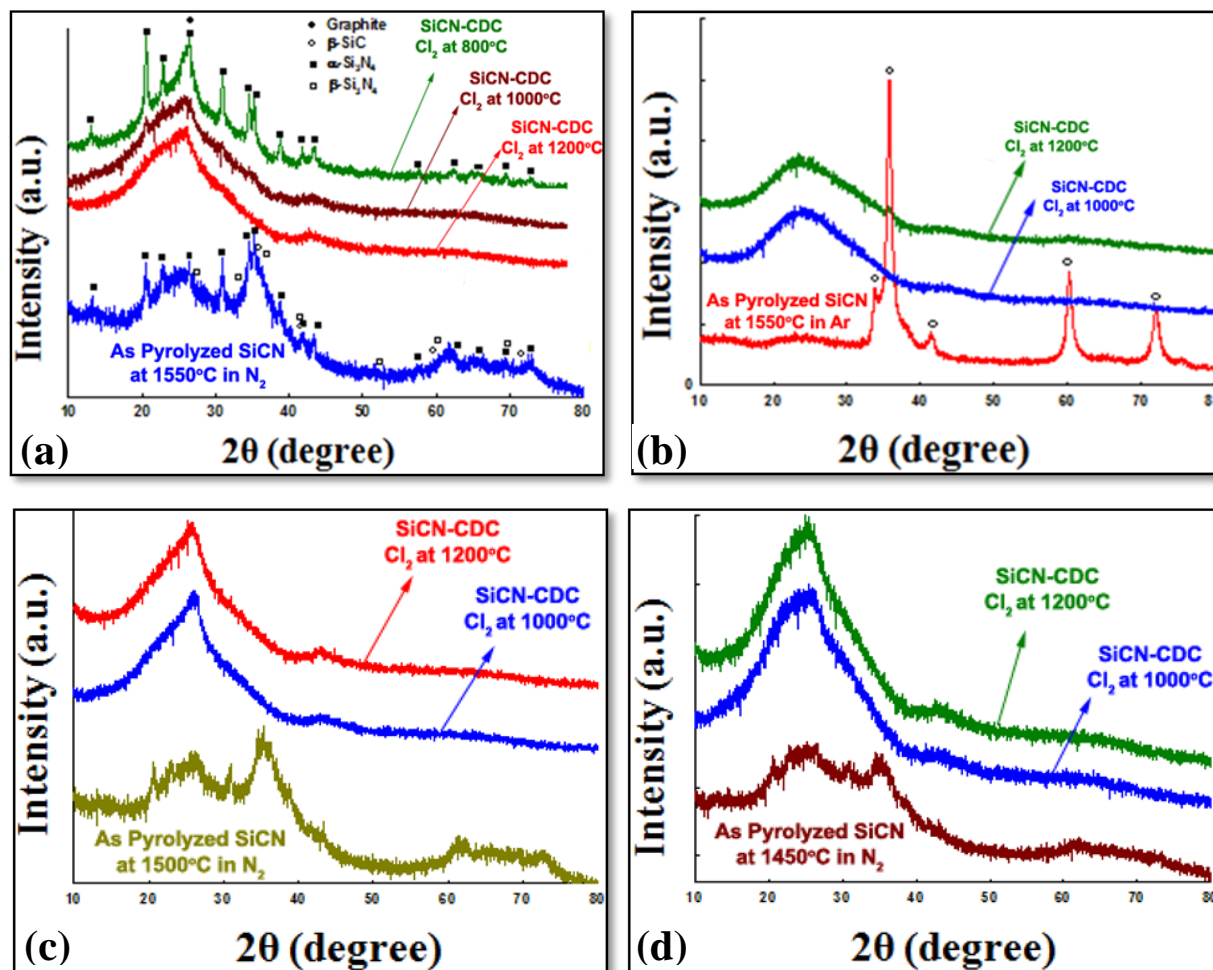 Graphite
β-SiC
α-Si₃N₄
β-Si₃N₄
SiCN-CDC
Cl₂ at 800°C
SiCN-CDC
Cl₂ at 1000°C
SiCN-CDC
Cl₂ at 1200°C
As Pyrolyzed SiCN
at 1550°C in N₂
Intensity (a.u.)
10 20 30 40 50 60 70 80
(a)
2θ (degree)
SiCN-CDC
Cl₂ at 1200°C
SiCN-CDC
Cl₂ at 1000°C
As Pyrolyzed SiCN
at 1550°C in Ar
Intensity (a.u.)
0
10 20 30 40 50 60 70 80
(b)
2θ (degree)
SiCN-CDC
Cl₂ at 1200°C
SiCN-CDC
Cl₂ at 1000°C
As Pyrolyzed SiCN
at 1500°C in N₂
Intensity (a.u.)
10 20 30 40 50 60 70 80
(c)
2θ (degree)
SiCN-CDC
Cl₂ at 1200°C
SiCN-CDC
Cl₂ at 1000°C
As Pyrolyzed SiCN
at 1450°C in N₂
Intensity (a.u.)
10 20 30 40 50 60 70 80
(d)
2θ (degree)